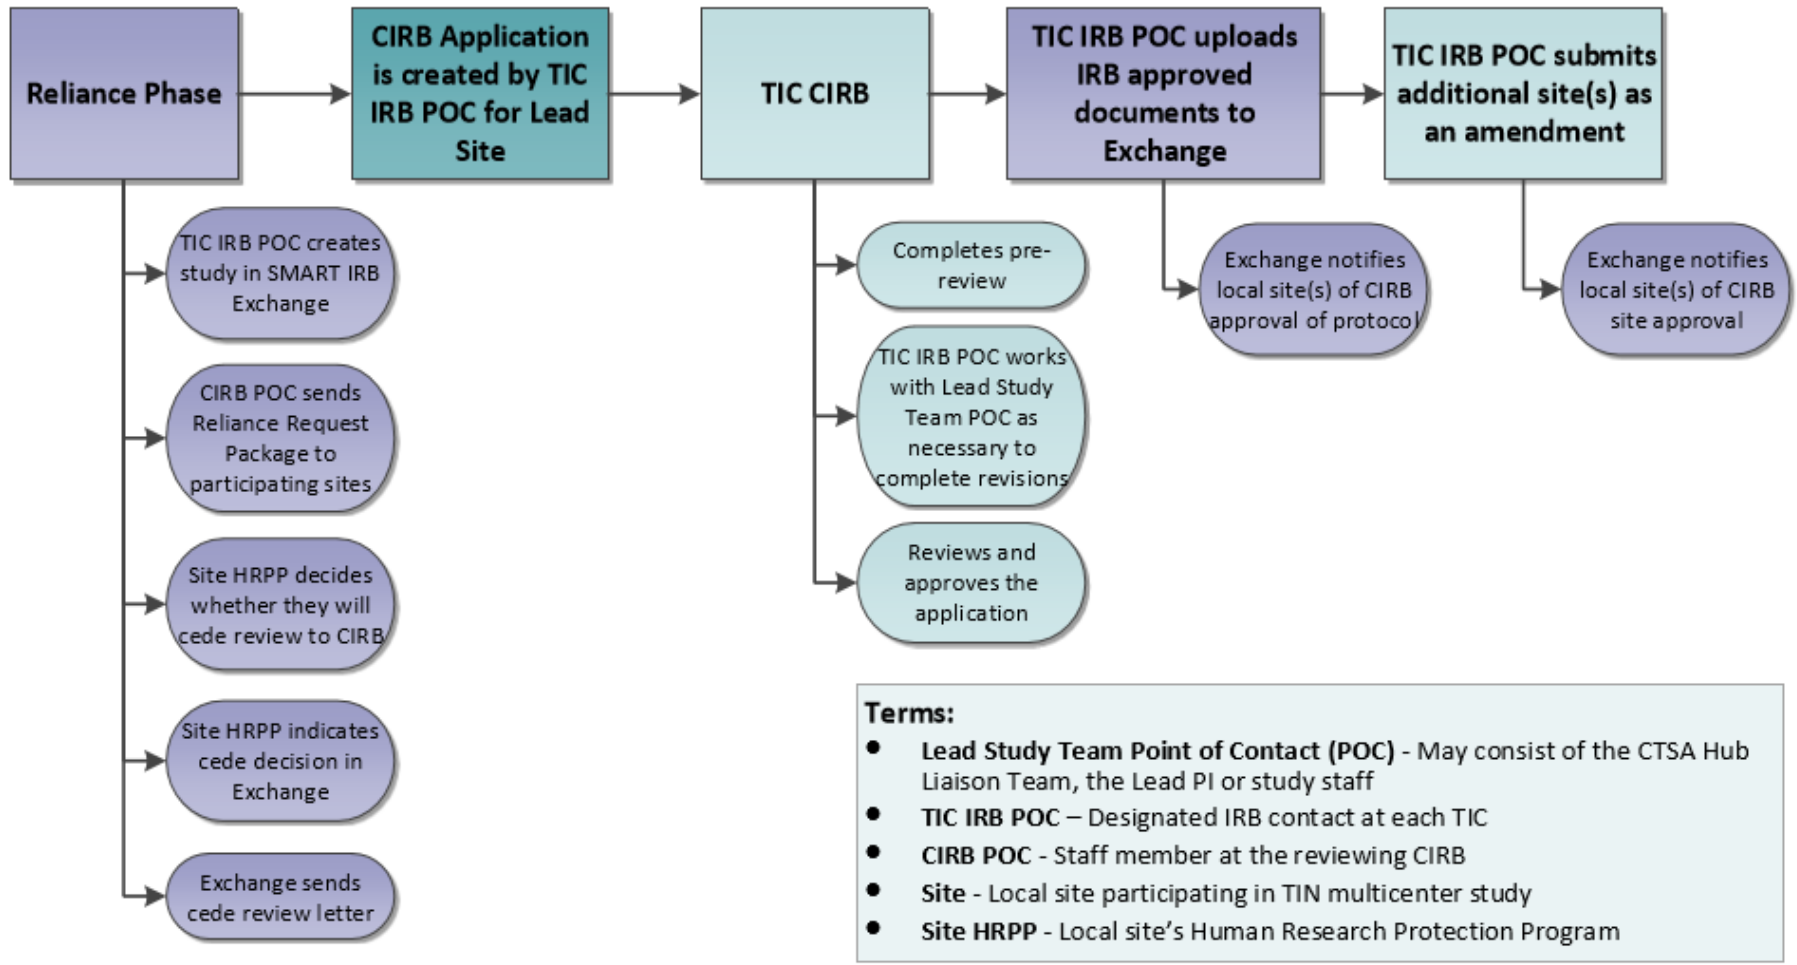 Reliance Phase
CIRB Application
is created by TIC
IRB POC for Lead
Site
TIC CIRB
TIC IRB POC uploads
IRB approved
documents to
Exchange
TIC IRB POC submits
additional site(s) as
an amendment
TIC IRB POC creates
study in SMART IRB
Exchange
CIRB POC sends
Reliance Request
Package to
participating sites
Site HRPP decides
whether they will
cede review to CIRB
Site HRPP indicates
cede decision in
Exchange
Exchange sends
cede review letter
Completes pre-
review
TIC IRB POC works
with Lead Study
Team POC as
necessary to
complete revisions
Reviews and
approves the
application
Exchange notifies
local site(s) of CIRB
approval of protocol
Exchange notifies
local site(s) of CIRB
site approval
Terms:
● Lead Study Team Point of Contact (POC) - May consist of the CTSA Hub
Liaison Team, the Lead PI or study staff
● TIC IRB POC – Designated IRB contact at each TIC
● CIRB POC - Staff member at the reviewing CIRB
● Site - Local site participating in TIN multicenter study
● Site HRPP - Local site’s Human Research Protection Program